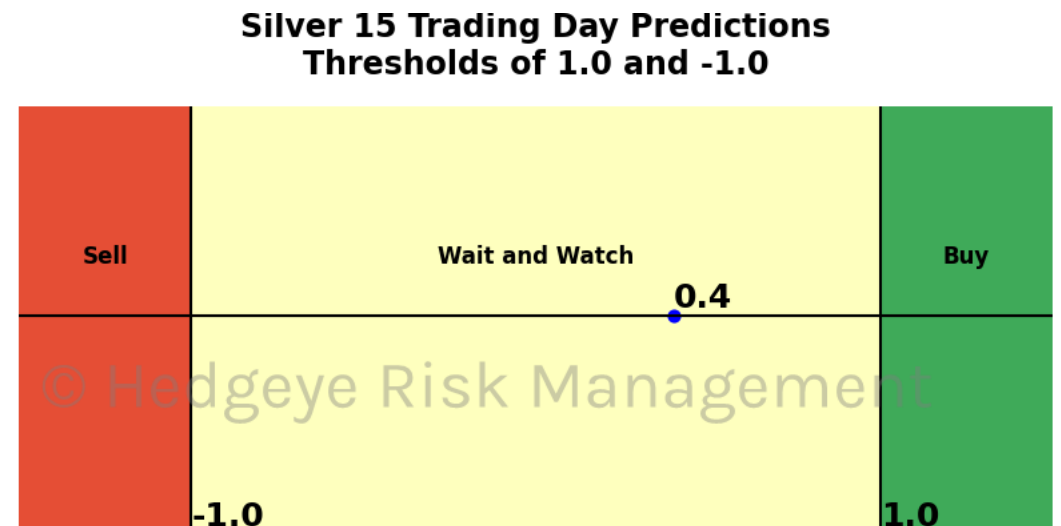 Silver 15 Trading Day Predictions
Thresholds of 1.0 and -1.0
Sell
Wait and Watch
Buy
0.4
© Hedgeye Risk Management
-1.0
1.0